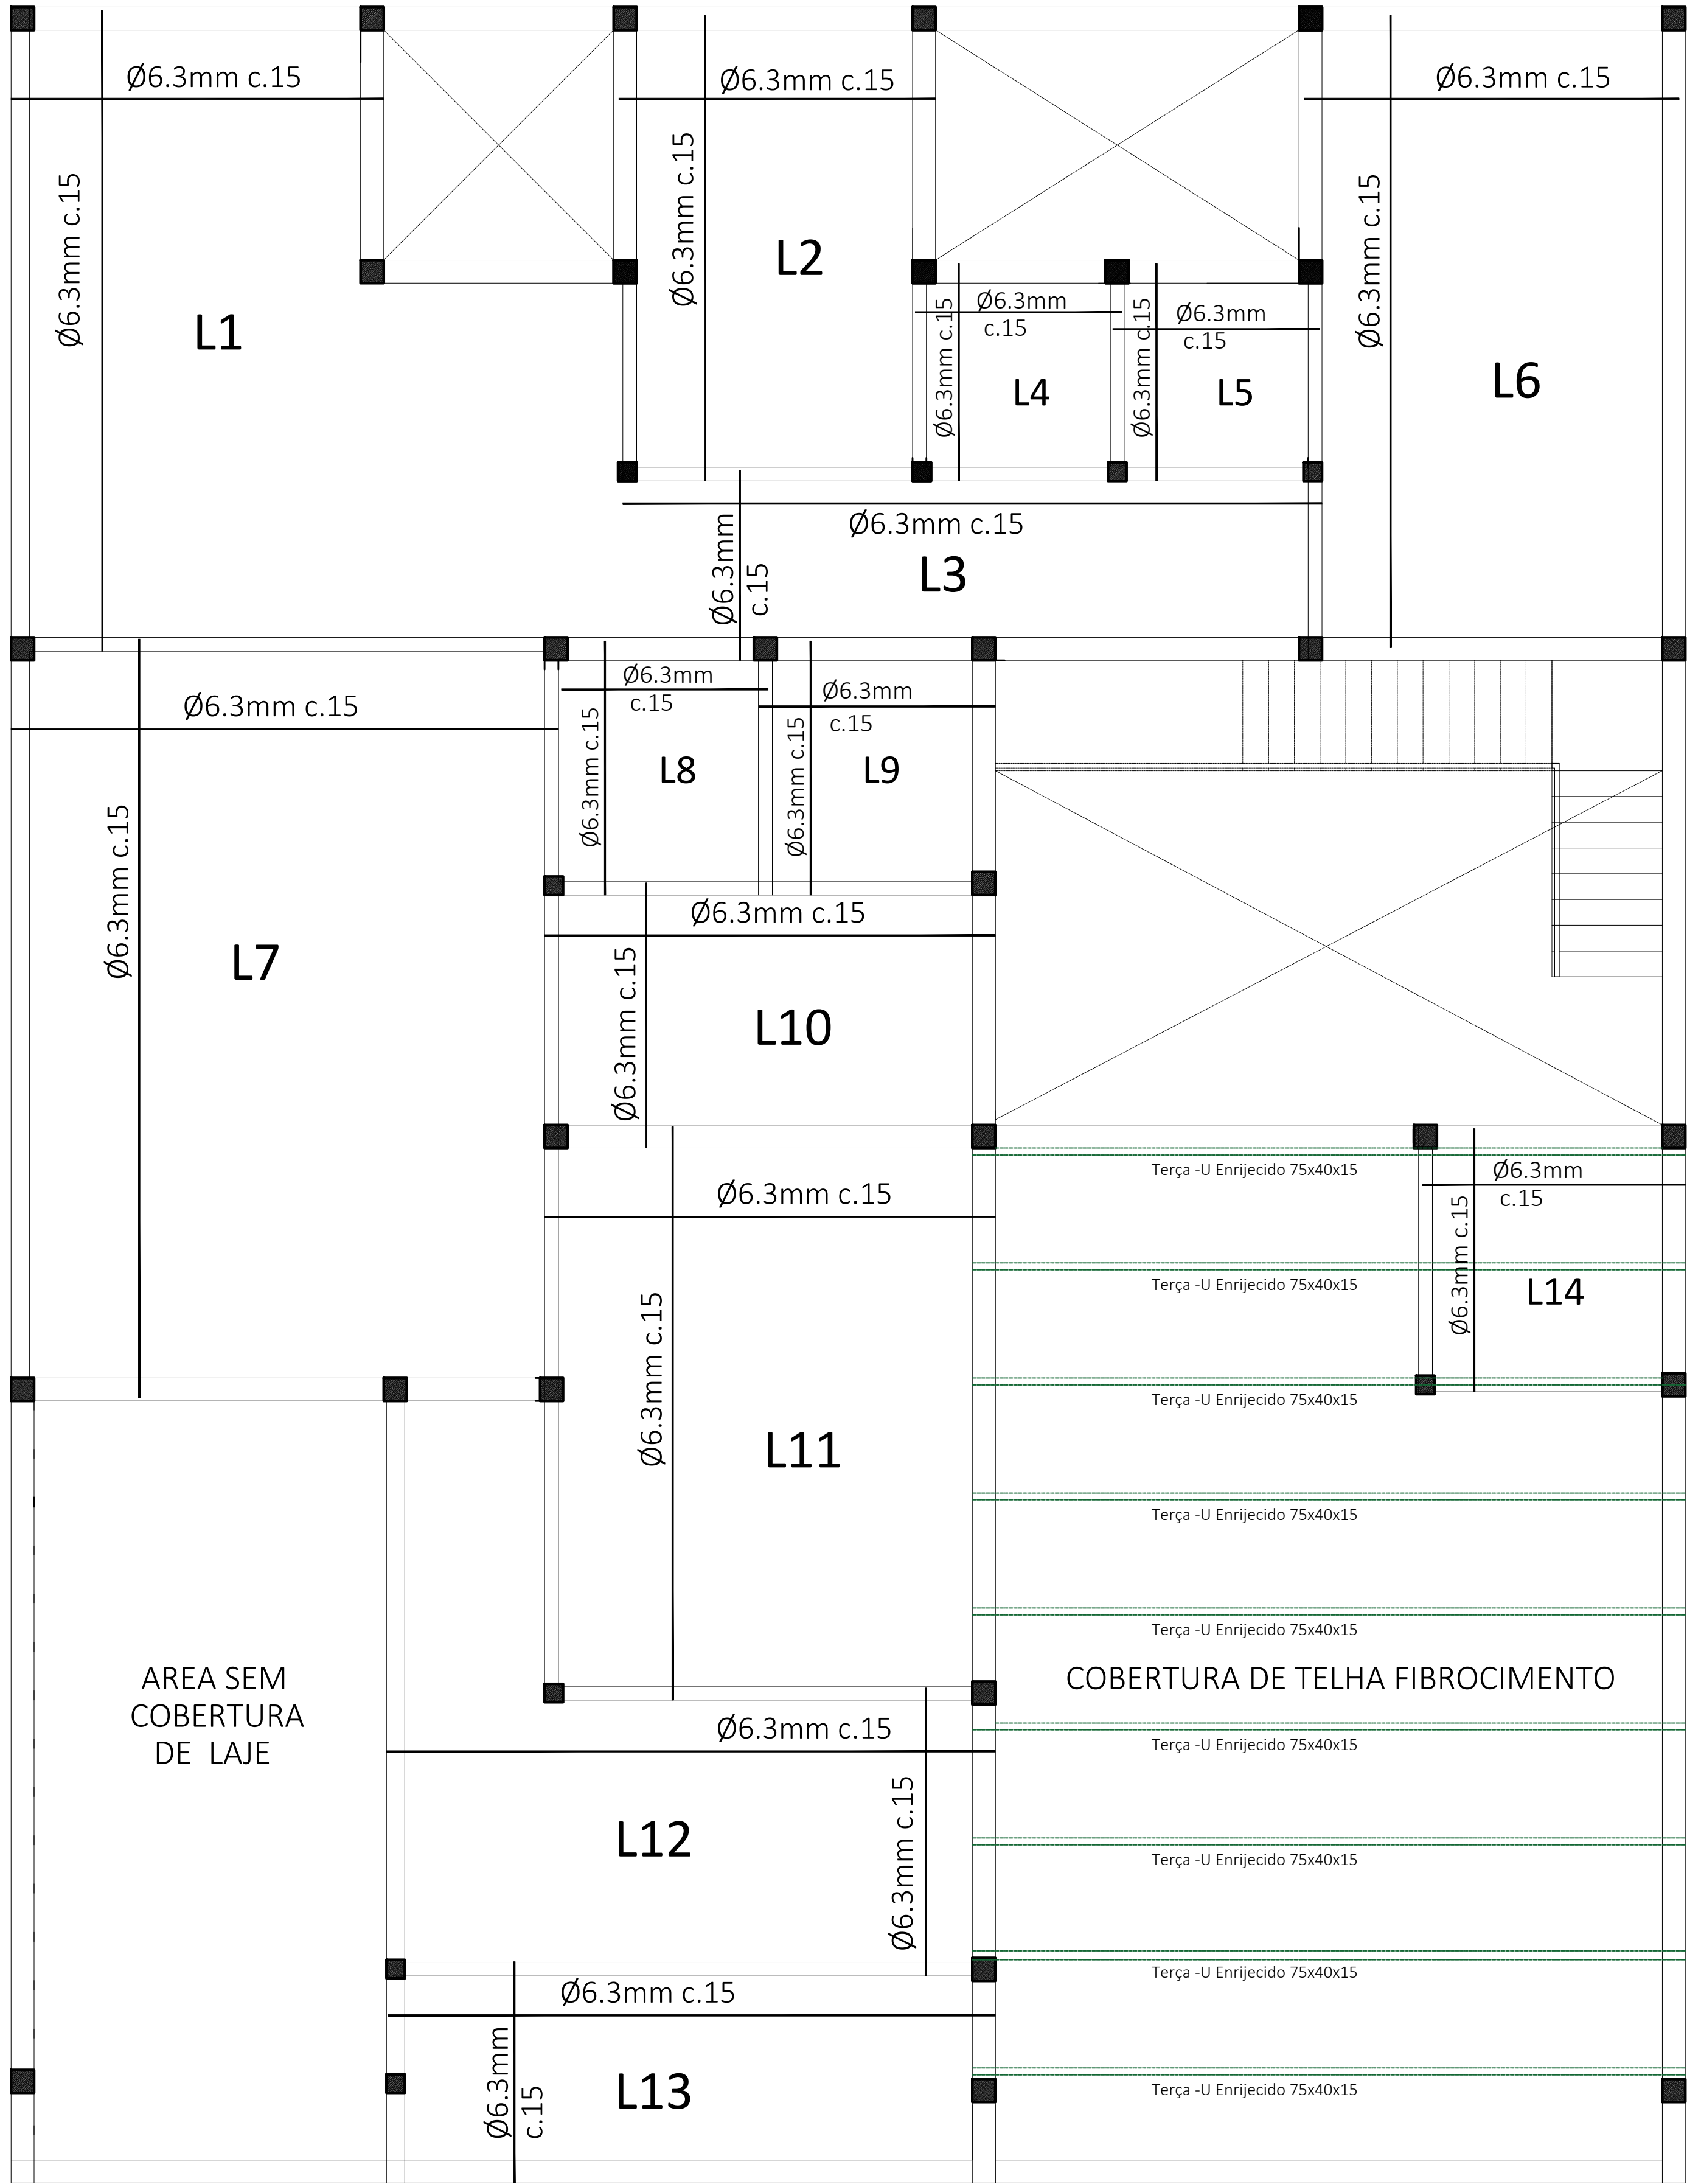 Ø6.3mm c.15
Ø6.3mm c.15
Ø6.3mm c.15
Ø6.3mm c.15
Ø6.3mm c.15
Ø6.3mm c.15
L1
L2
Ø6.3mm
c.15
Ø6.3mm c.15
L4
Ø6.3mm
c.15
Ø6.3mm c.15
L5
L6
Ø6.3mm c.15
Ø6.3mm
c.15
L3
Ø6.3mm c.15
Ø6.3mm c.15
L7
Ø6.3mm
c.15
Ø6.3mm c.15
L8
Ø6.3mm
c.15
Ø6.3mm c.15
L9
Ø6.3mm c.15
Ø6.3mm c.15
L10
Ø6.3mm c.15
Ø6.3mm c.15
L11
Terça -U Enrijecido 75x40x15
Ø6.3mm
c.15
Ø6.3mm c.15
L14
Terça -U Enrijecido 75x40x15
Terça -U Enrijecido 75x40x15
Terça -U Enrijecido 75x40x15
Terça -U Enrijecido 75x40x15
AREA SEM
COBERTURA
DE LAJE
COBERTURA DE TELHA FIBROCIMENTO
Ø6.3mm c.15
Ø6.3mm c.15
L12
Terça -U Enrijecido 75x40x15
Terça -U Enrijecido 75x40x15
Terça -U Enrijecido 75x40x15
Ø6.3mm c.15
Ø6.3mm
c.15
L13
Terça -U Enrijecido 75x40x15